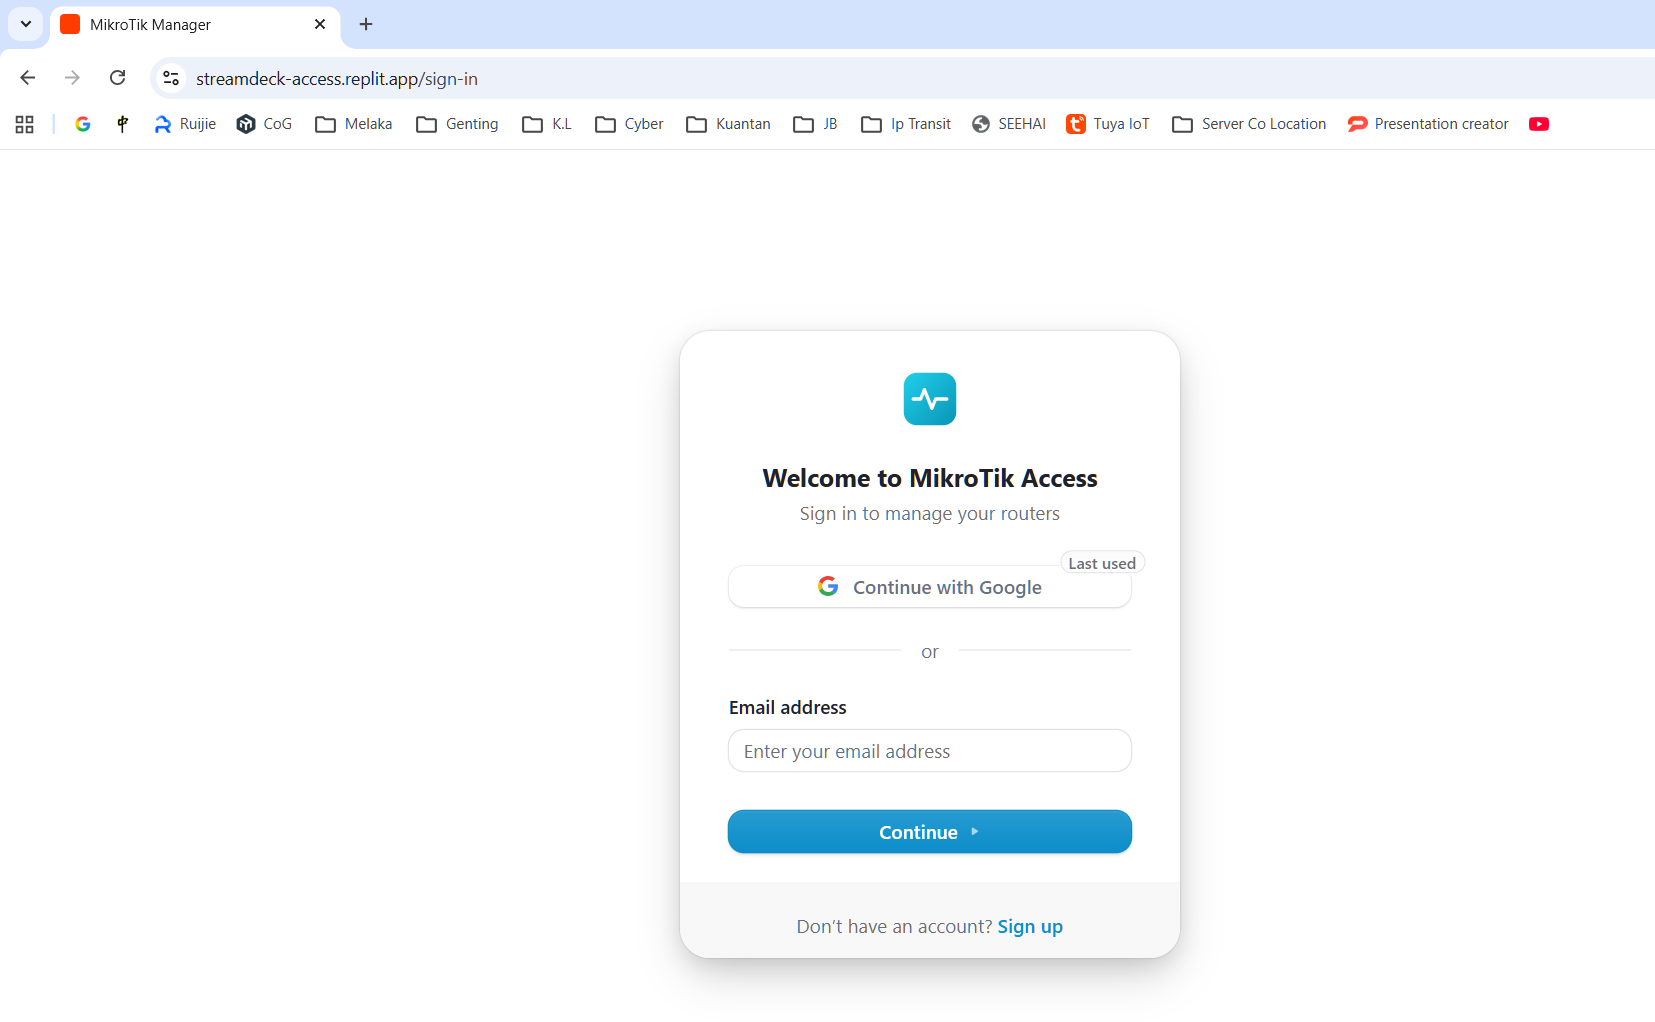 MikroTik Manager
streamdeck-access.replit.app/sign-in
Ruijie CoG Melaka Genting K.L Cyber Kuantan JB Ip Transit SEEHAI Tuya IoT Server Co Location Presentation creator
Welcome to MikroTik Access
Sign in to manage your routers
Last used
Continue with Google
or
Email address
Enter your email address
Continue
Don't have an account? Sign up